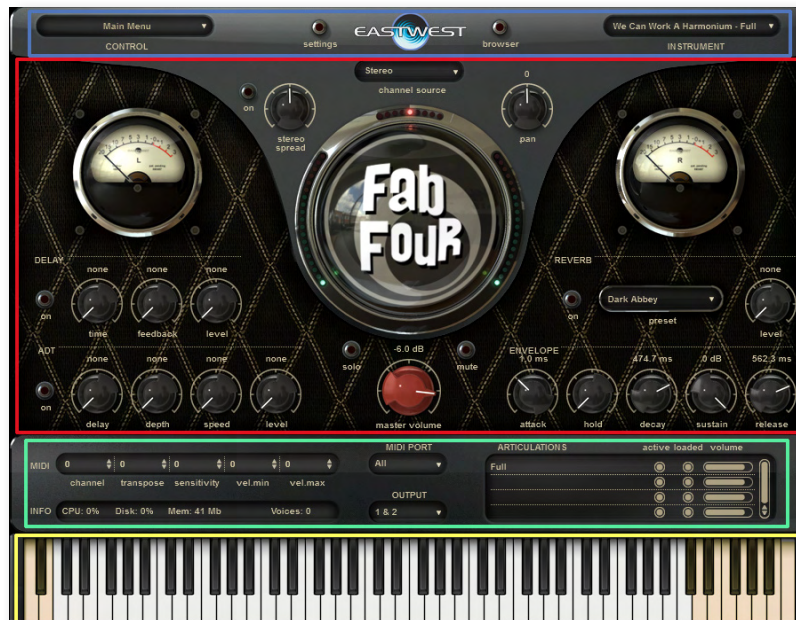 Main Menu
CONTROL
settings
EASTWEST
browser
We Can Work A Harmonium - Full
INSTRUMENT
Stereo
channel source
on
stereo
spread
0
pan
L
R
Fab
Four
DELAY
none none none
on
time feedback level
REVERB
none
on
Dark Abbey
preset
level
ADT
none none none none
on
delay depth speed level
solo
-6.0 dB
mute
master volume
ENVELOPE
1.0 ms 474.7 ms 0 dB 562.3 ms
attack hold decay sustain release
MIDI 0 0 0 0 0
channel transpose sensitivity vel.min vel.max
INFO CPU: 0% Disk: 0% Mem: 41 Mb Voices: 0
MIDI PORT
All
OUTPUT
1 & 2
ARTICULATIONS active loaded volume
Full